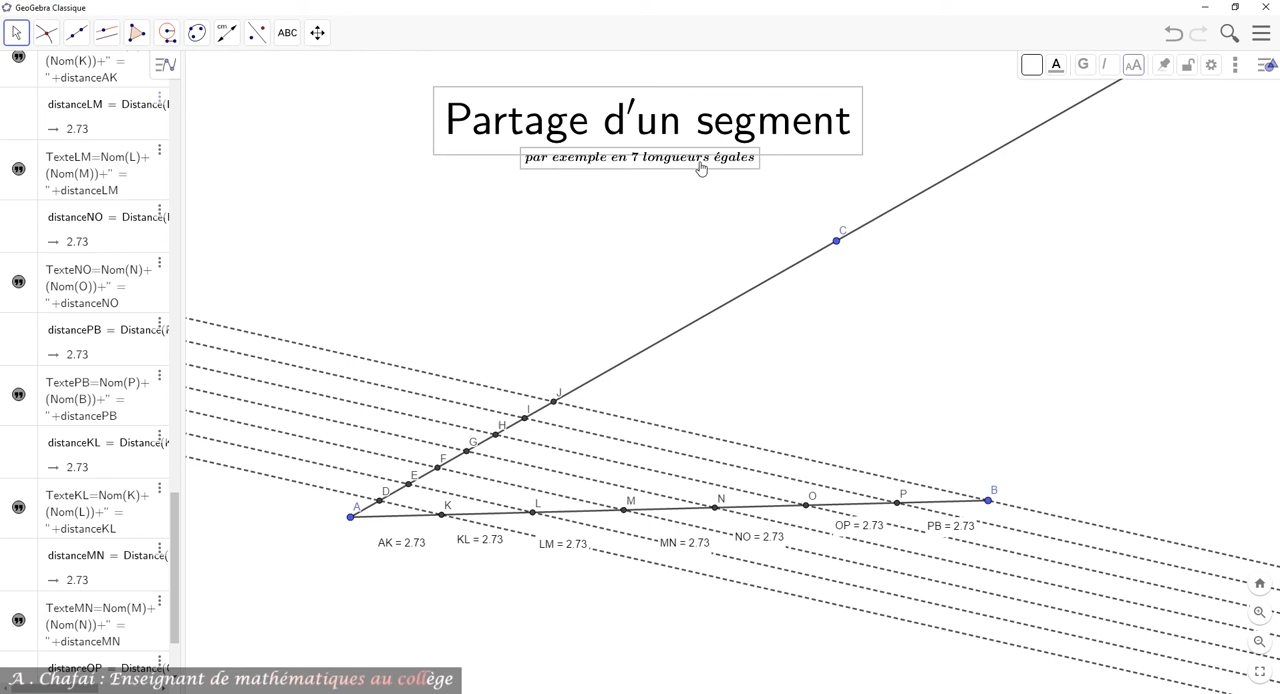 GeoGebra Classique
cm
ABC
(Nom(K))+" =
"+distanceAK
distanceLM = Distance(
→ 2.73
TexteLM=Nom(L)+
(Nom(M))+" =
"+distanceLM
distanceNO = Distance(
→ 2.73
TexteNO=Nom(N)+
(Nom(O))+" =
"+distanceNO
distancePB = Distance(
→ 2.73
TextePB=Nom(P)+
(Nom(B))+" =
"+distancePB
distanceKL = Distance(
→ 2.73
TexteKL=Nom(K)+
(Nom(L))+" =
"+distanceKL
distanceMN = Distance(
→ 2.73
TexteMN=Nom(M)+
(Nom(N))+" =
"+distanceMN
distanceOP = Distance(
A G I AA
Partage d'un segment
par exemple en 7 longueurs égales
C
J
I
H
G
F
E
D
A K L M N O P B
AK = 2.73 KL = 2.73 LM = 2.73 MN = 2.73 NO = 2.73 OP = 2.73 PB = 2.73
A . Chafai : Enseignant de mathématiques au collège